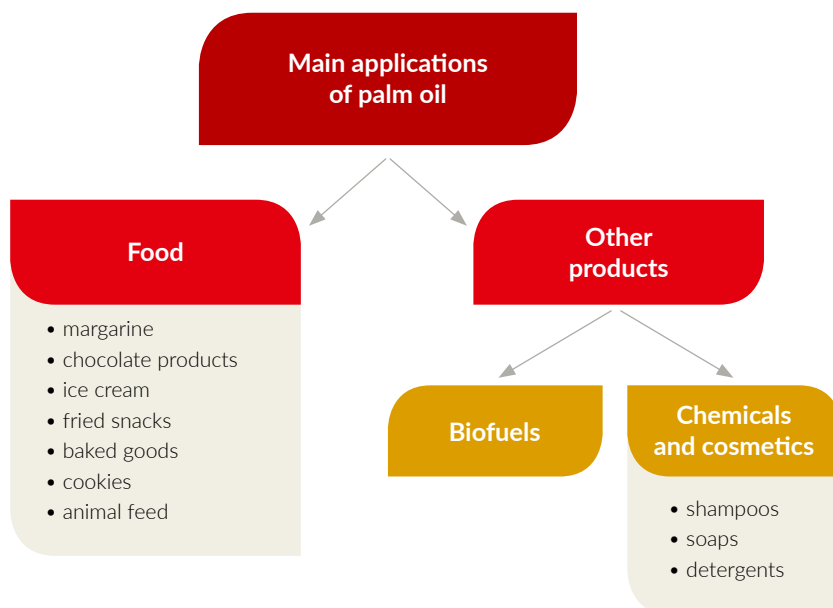 Main applications
of palm oil
Food
• margarine
• chocolate products
• ice cream
• fried snacks
• baked goods
• cookies
• animal feed
Other
products
Biofuels
Chemicals
and cosmetics
• shampoos
• soaps
• detergents